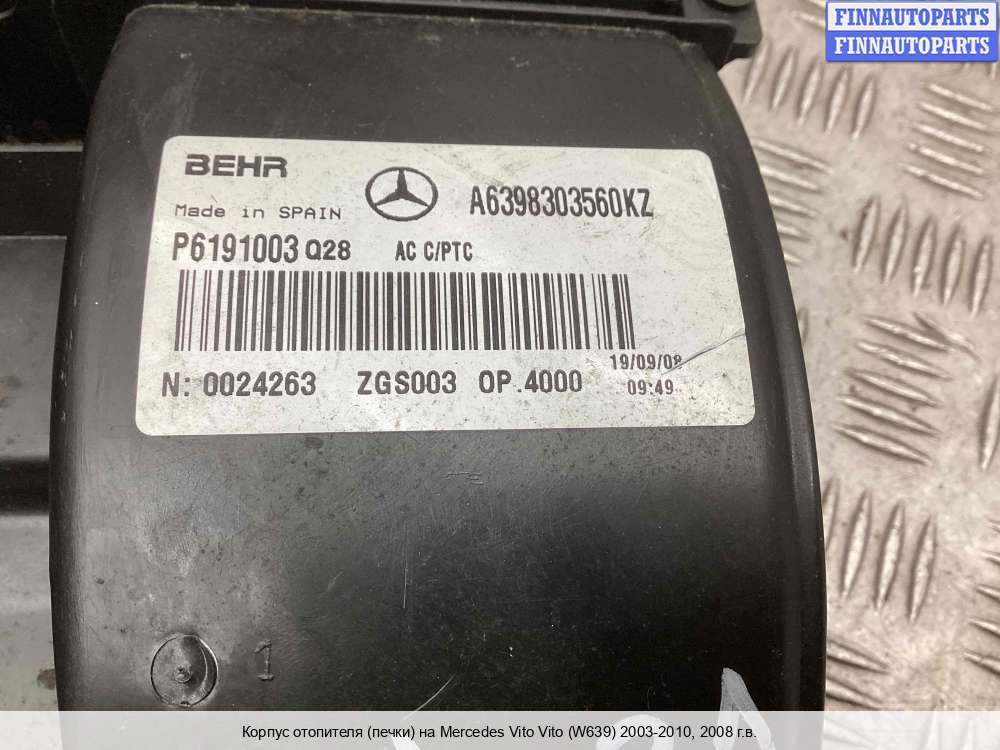 FINNAUTOPARTS
FINNAUTOPARTS
BEHR
A6398303560KZ
Made in SPAIN
P6191003 Q28 AC C/PTC
19/09/08
N: 0024263 ZGS003 OP.4000 09:49
1
Корпус отопителя (печки) на Mercedes Vito Vito (W639) 2003-2010, 2008 г.в.